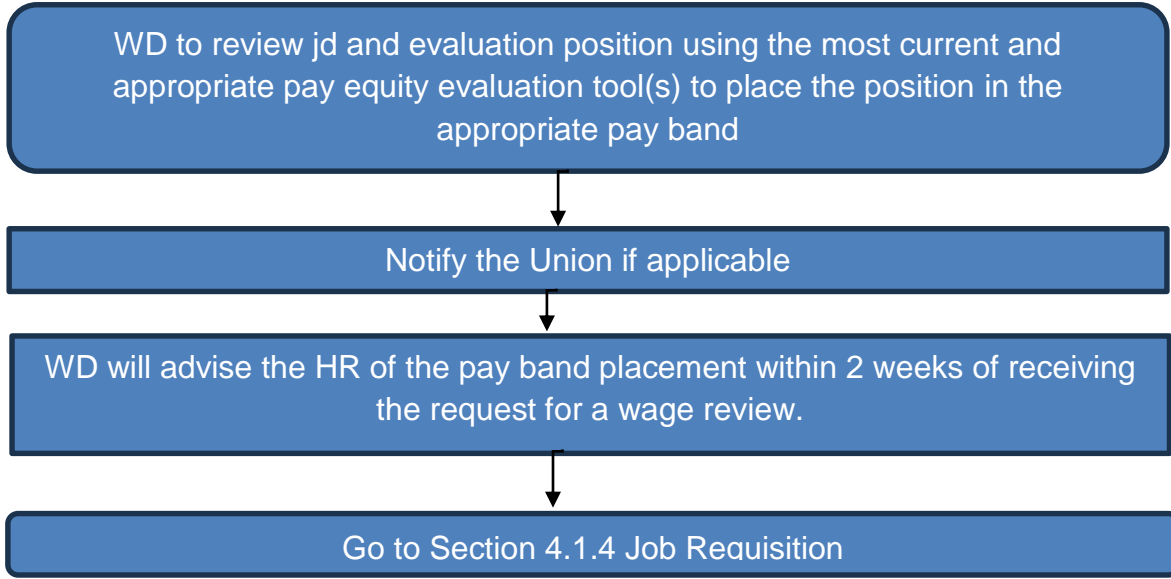 WD to review jd and evaluation position using the most current and
appropriate pay equity evaluation tool(s) to place the position in the
appropriate pay band
Notify the Union if applicable
WD will advise the HR of the pay band placement within 2 weeks of receiving
the request for a wage review.
Go to Section 4.1.4 Job Requisition